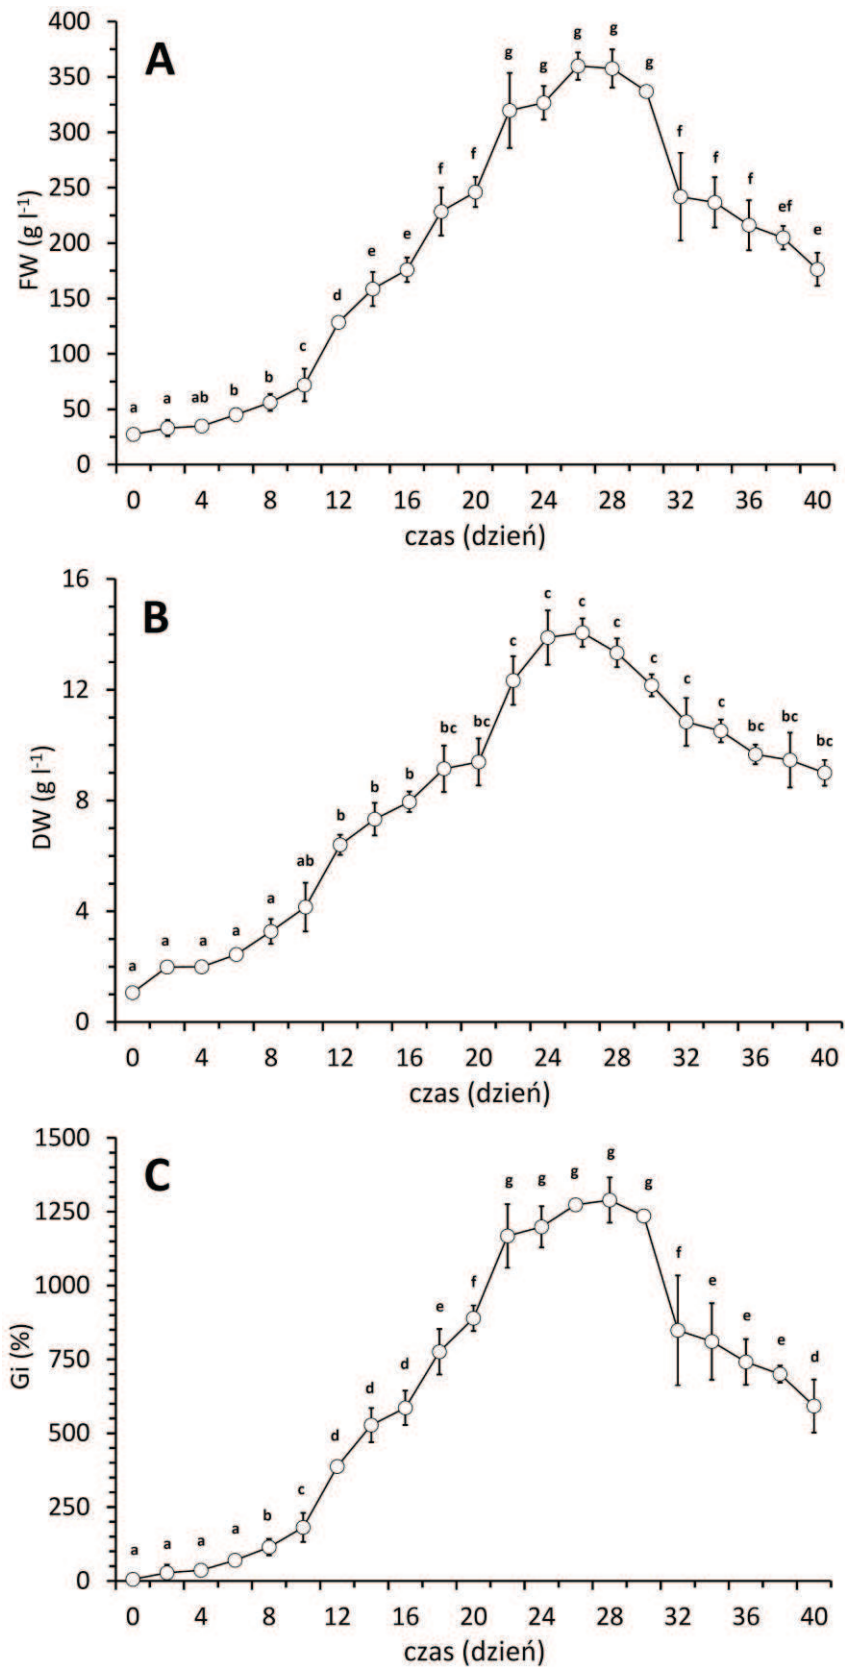 A
400
350
300
250
200
150
100
50
0
FW (g l⁻¹)
a a ab b b c d e e f f g g g g g f f f ef e
0 4 8 12 16 20 24 28 32 36 40
czas (dzień)
B
16
12
8
4
0
DW (g l⁻¹)
a a a a a ab b b b bc bc c c c c c c c bc bc bc
0 4 8 12 16 20 24 28 32 36 40
czas (dzień)
C
1500
1250
1000
750
500
250
0
Gi (%)
a a a a b c d d d e f g g g g g f e e e d
0 4 8 12 16 20 24 28 32 36 40
czas (dzień)